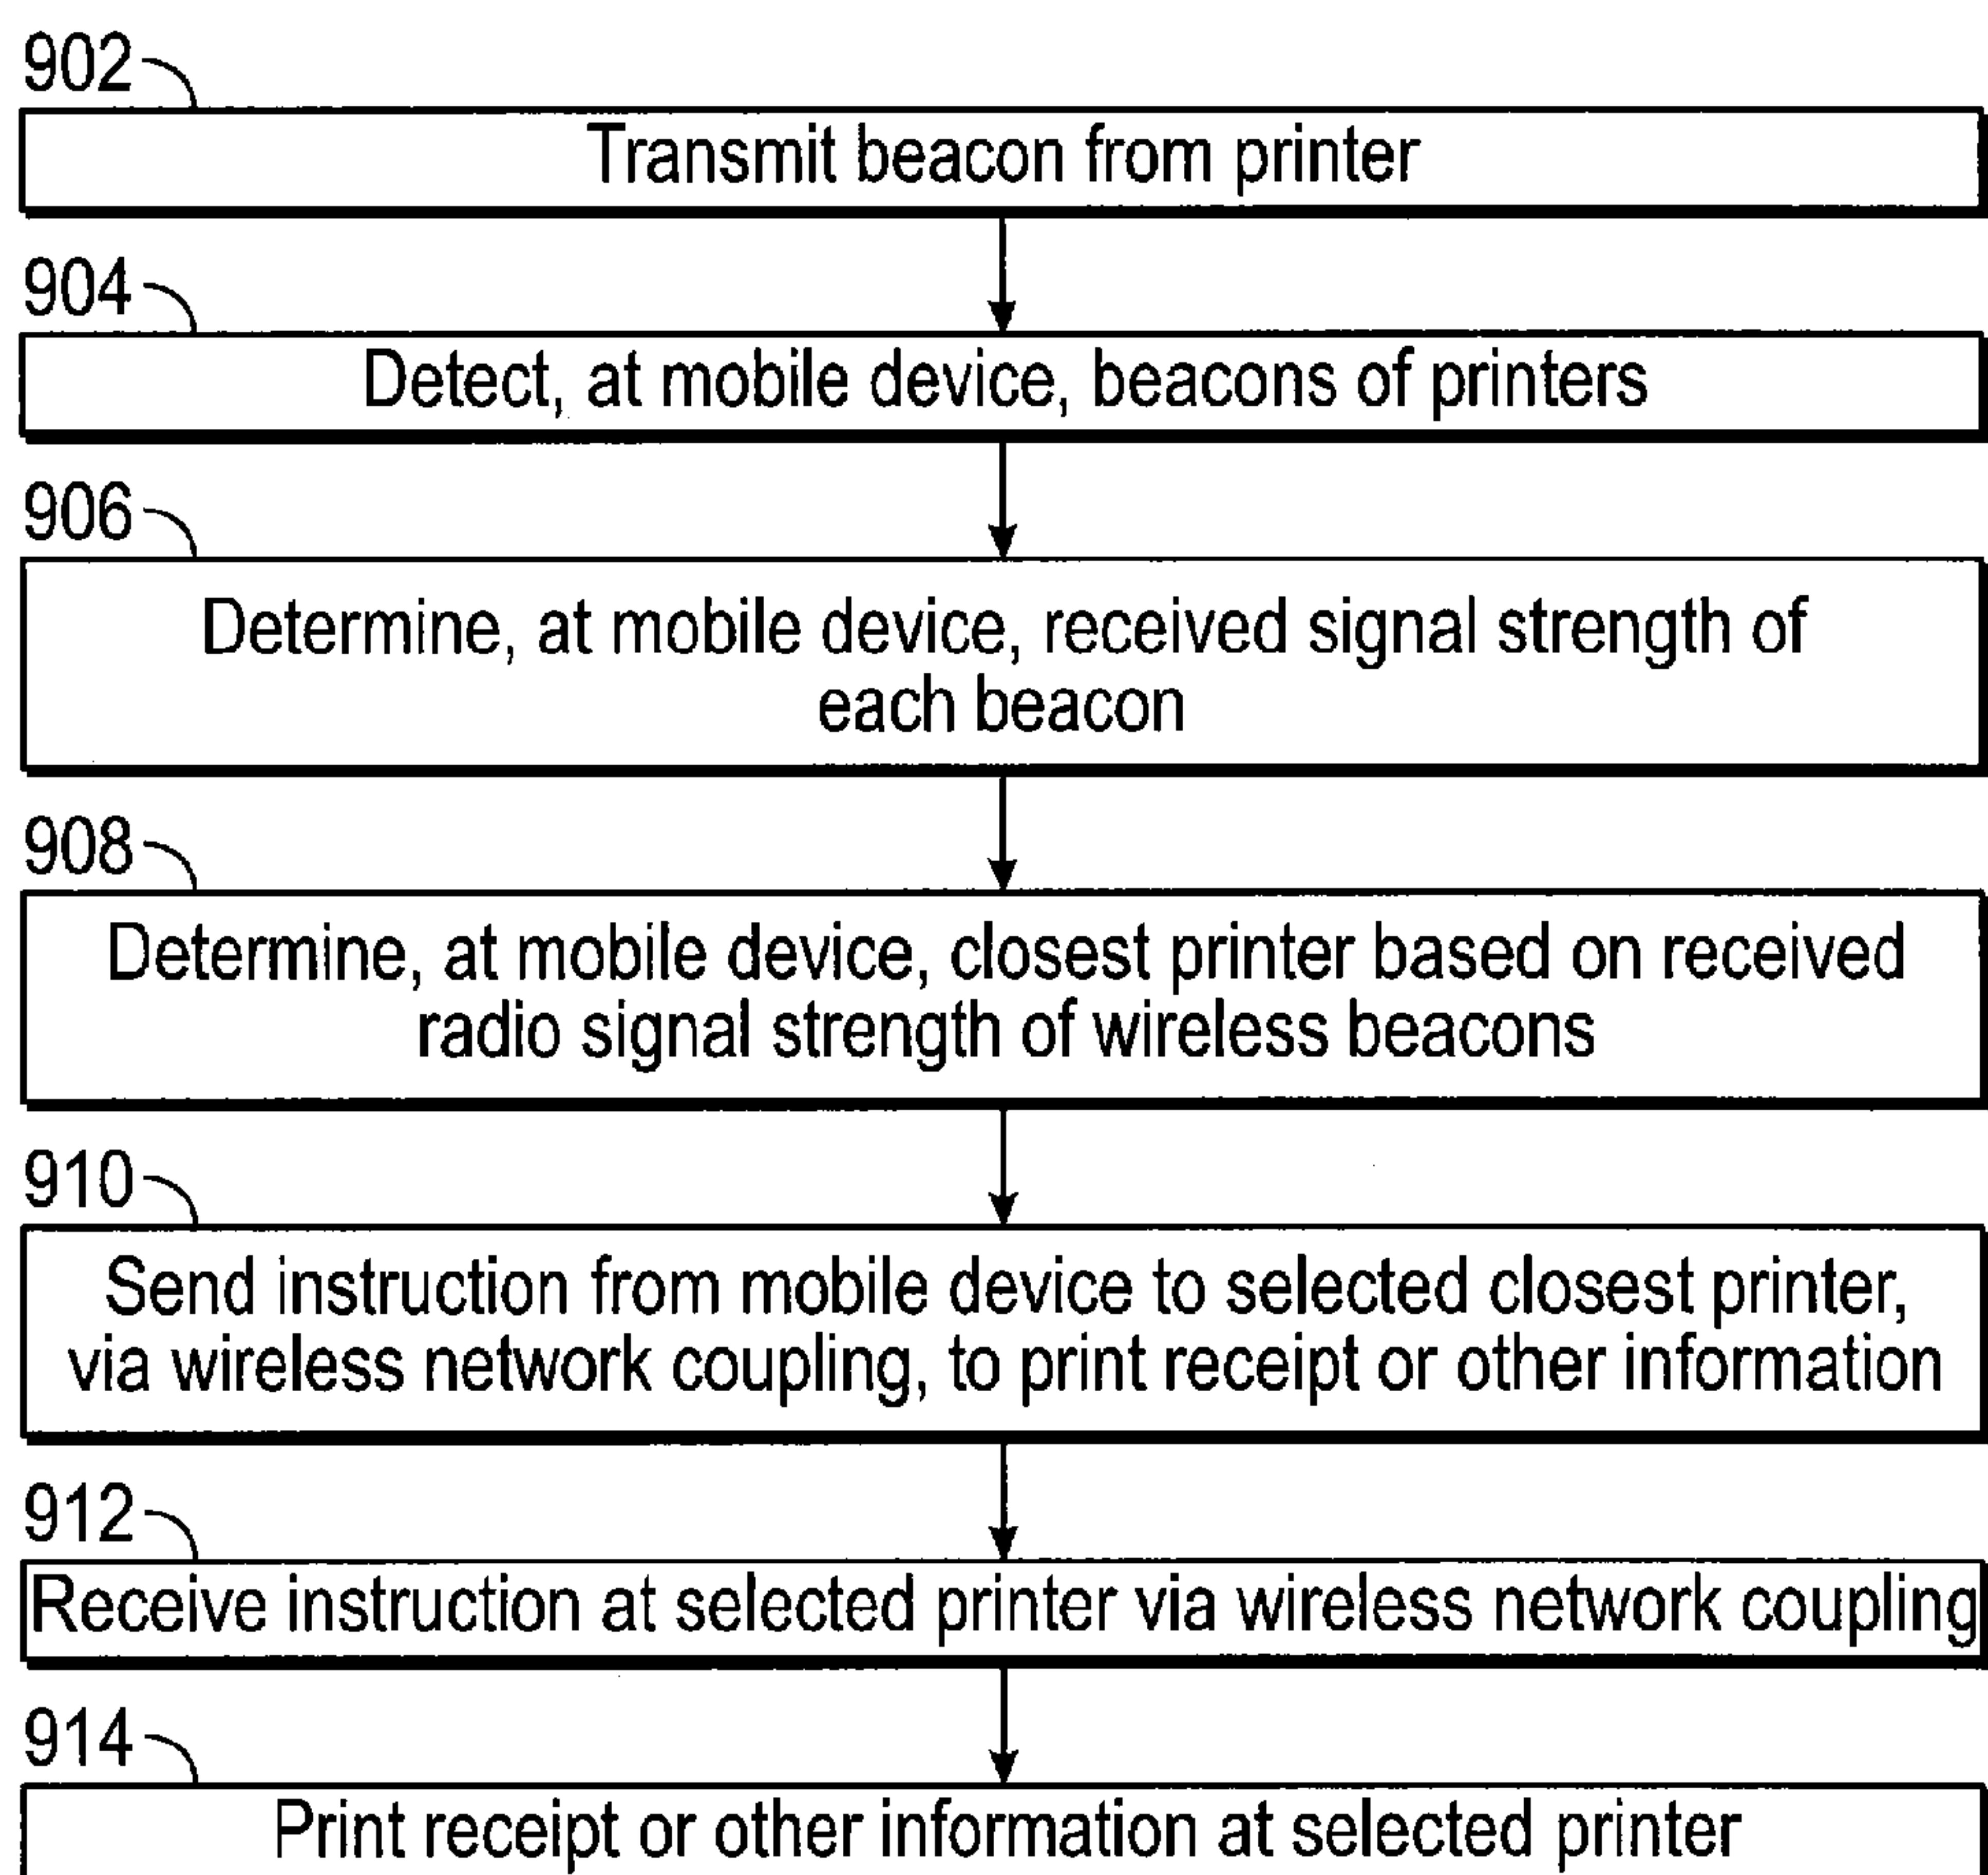 902
Transmit beacon from printer
904
Detect, at mobile device, beacons of printers
906
Determine, at mobile device, received signal strength of
each beacon
908
Determine, at mobile device, closest printer based on received
radio signal strength of wireless beacons
910
Send instruction from mobile device to selected closest printer,
via wireless network coupling, to print receipt or other information
912
Receive instruction at selected printer via wireless network coupling
914
Print receipt or other information at selected printer